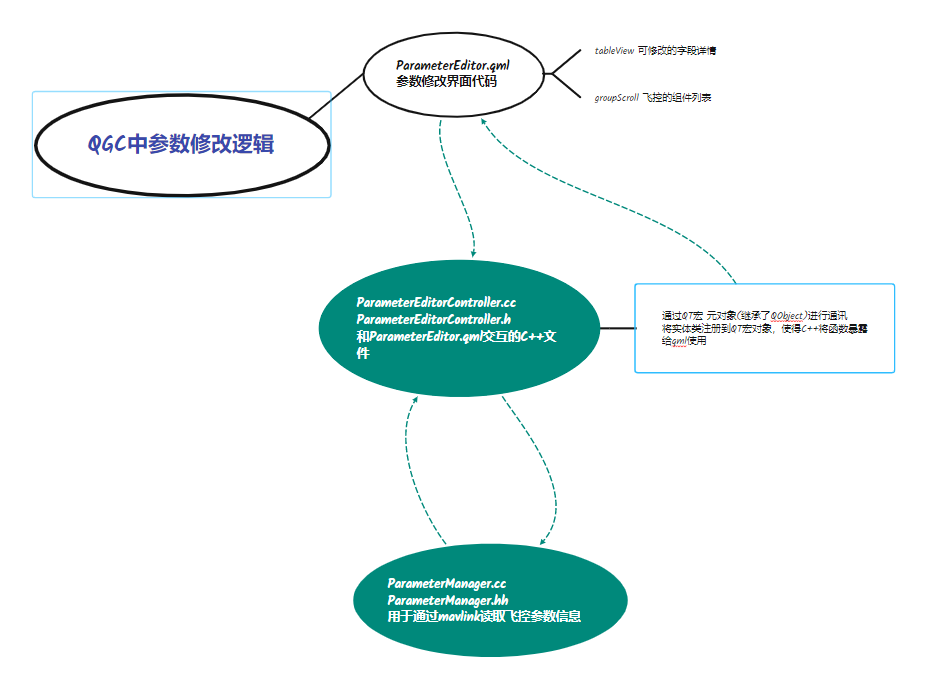 QGC中参数修改逻辑
ParameterEditor.qml
参数修改界面代码
tableView 可修改的字段详情
groupScroll 飞控的组件列表
ParameterEditorController.cc
ParameterEditorController.h
和ParameterEditor.qml交互的C++文
件
通过QT宏 元对象(继承了QObject)进行通讯
将实体类注册到QT宏对象，使得C++将函数暴露
给qml使用
ParameterManager.cc
ParameterManager.hh
用于通过mavlink读取飞控参数信息